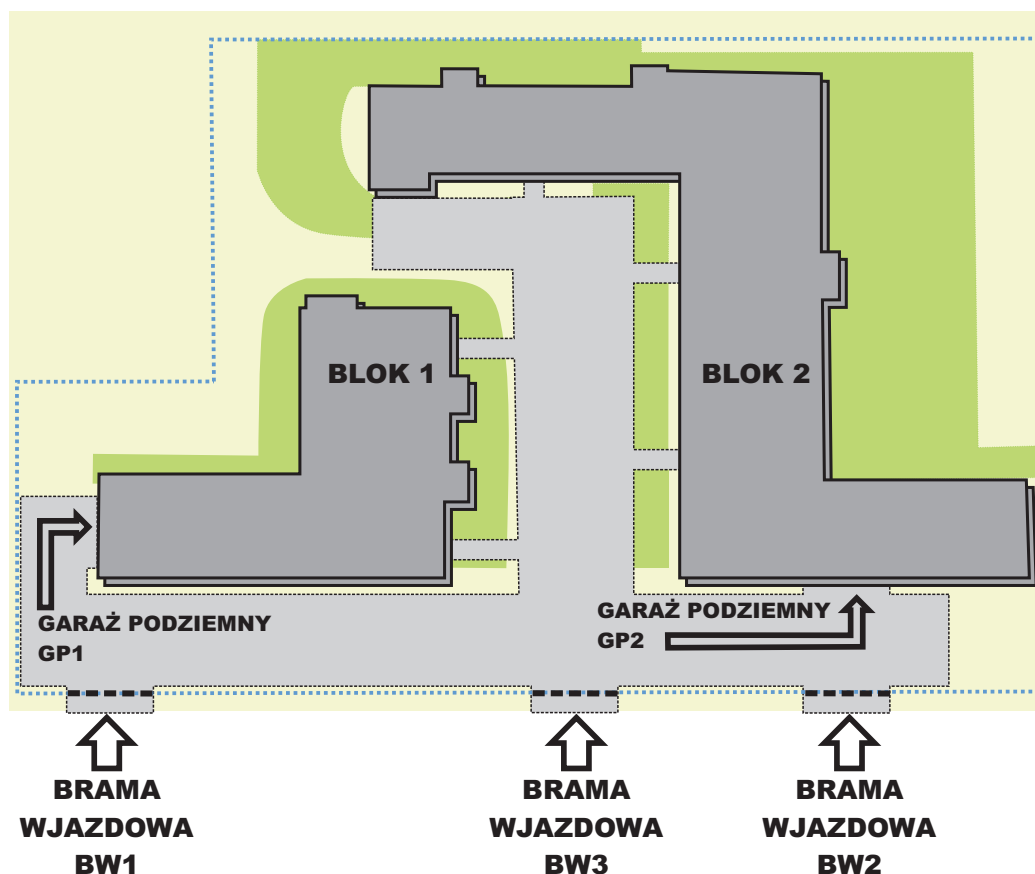 BLOK 1
BLOK 2
GARAŻ PODZIEMNY
GP1
GARAŻ PODZIEMNY
GP2
BRAMA
WJAZDOWA
BW1
BRAMA
WJAZDOWA
BW3
BRAMA
WJAZDOWA
BW2